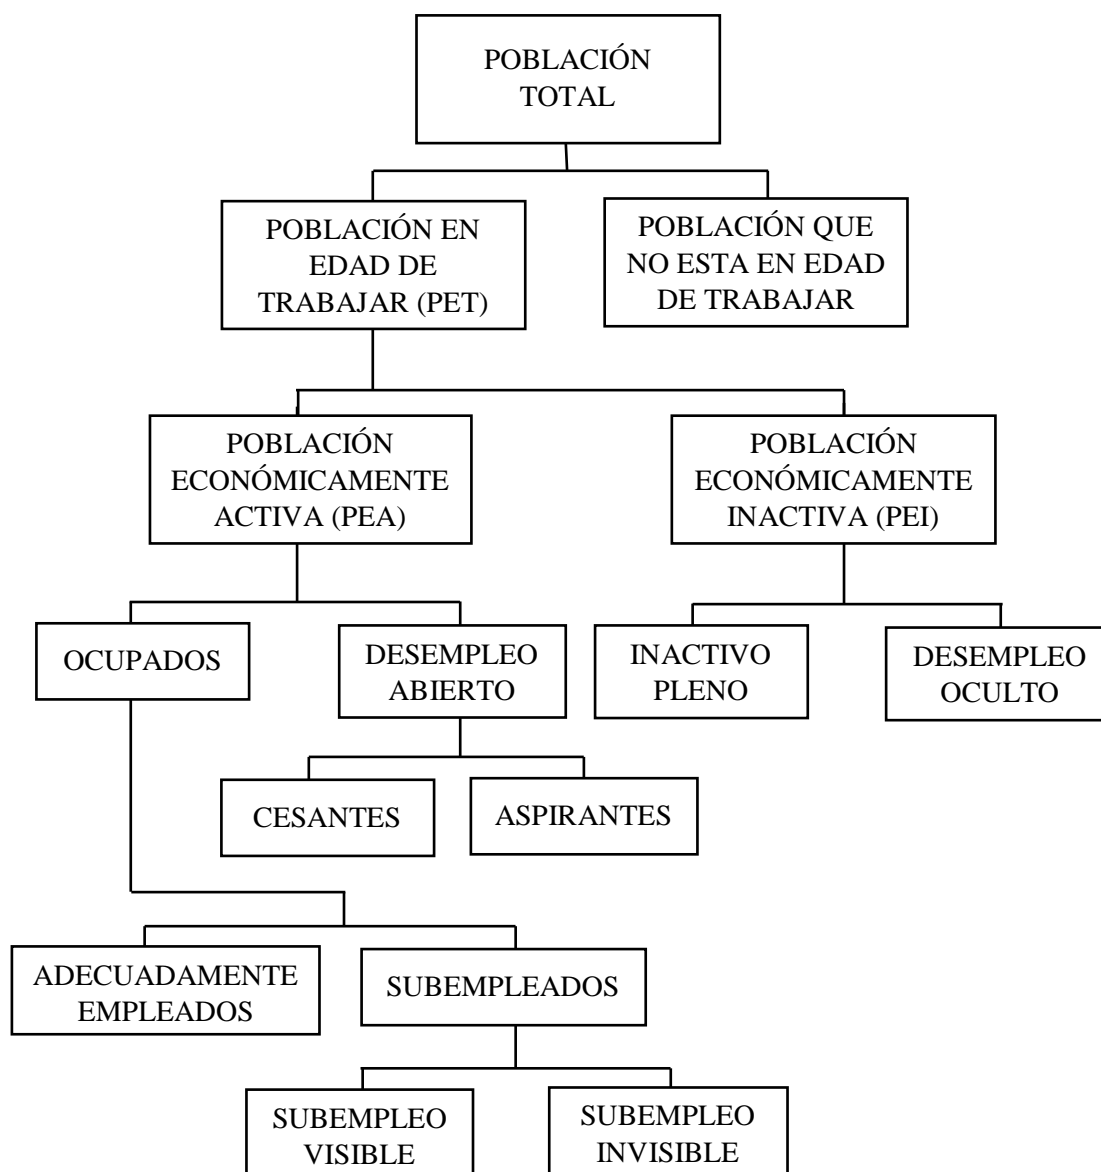 POBLACIÓN
TOTAL
POBLACIÓN EN
EDAD DE
TRABAJAR (PET)
POBLACIÓN QUE
NO ESTA EN EDAD
DE TRABAJAR
POBLACIÓN
ECONÓMICAMENTE
ACTIVA (PEA)
POBLACIÓN
ECONÓMICAMENTE
INACTIVA (PEI)
OCUPADOS
DESEMPLEO
ABIERTO
INACTIVO
PLENO
DESEMPLEO
OCULTO
CESANTES
ASPIRANTES
ADECUADAMENTE
EMPLEADOS
SUBEMPLEADOS
SUBEMPLEO
VISIBLE
SUBEMPLEO
INVISIBLE